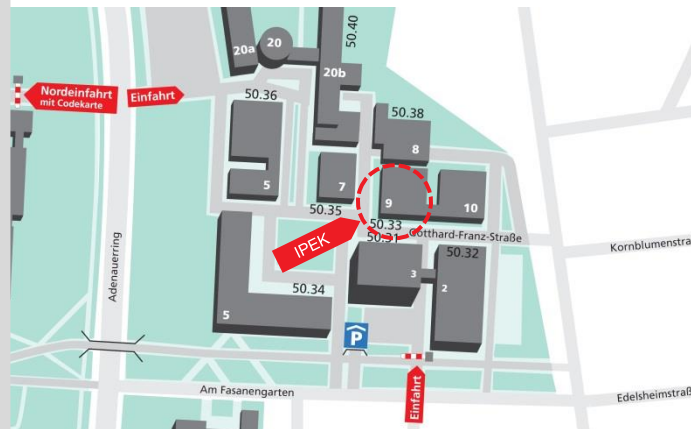 50.40
20
20a
20b
Nordeinfahrt
mit Codekarte
Einfahrt
50.36
50.38
8
5
7
9
10
50.35
50.33
IPEK
50.31
Gotthard-Franz-Straße
Kornblumenstra
50.32
3
2
50.34
5
Adenauerring
P
Am Fasanengarten
Einfahrt
Edelsheimstraß